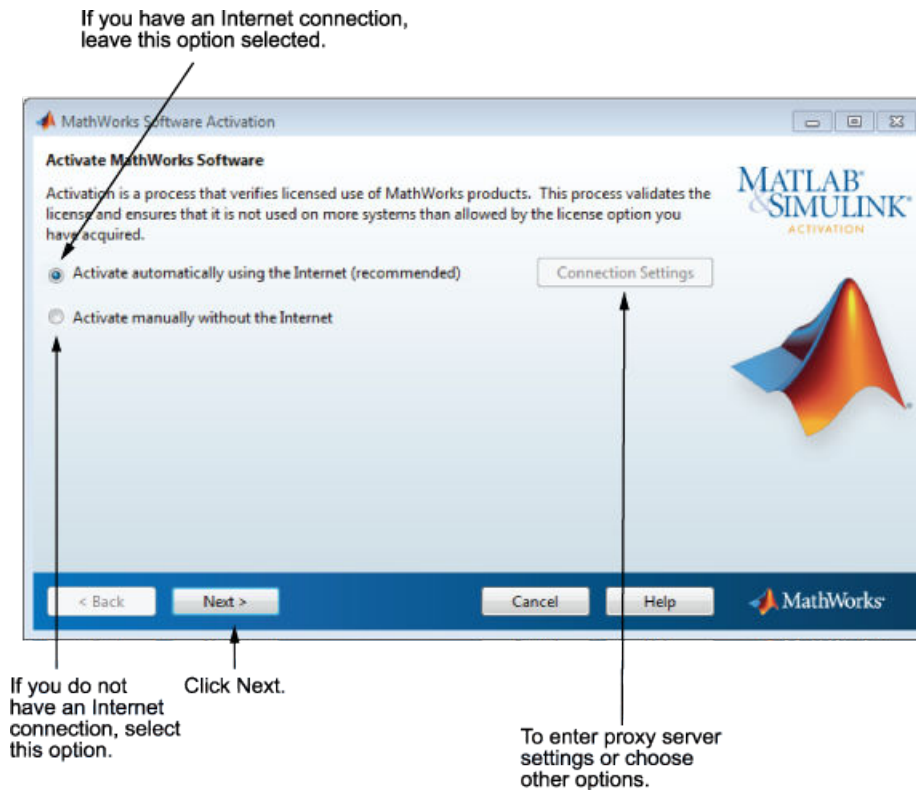 If you have an Internet connection,
leave this option selected.
MathWorks Software Activation
Activate MathWorks Software
Activation is a process that verifies licensed use of MathWorks products. This process validates the
license and ensures that it is not used on more systems than allowed by the license option you
have acquired.
MATLAB®
&SIMULINK®
ACTIVATION
Activate automatically using the Internet (recommended)
Connection Settings
Activate manually without the Internet
< Back
Next >
Cancel
Help
MathWorks®
If you do not
have an Internet
connection, select
this option.
Click Next.
To enter proxy server
settings or choose
other options.